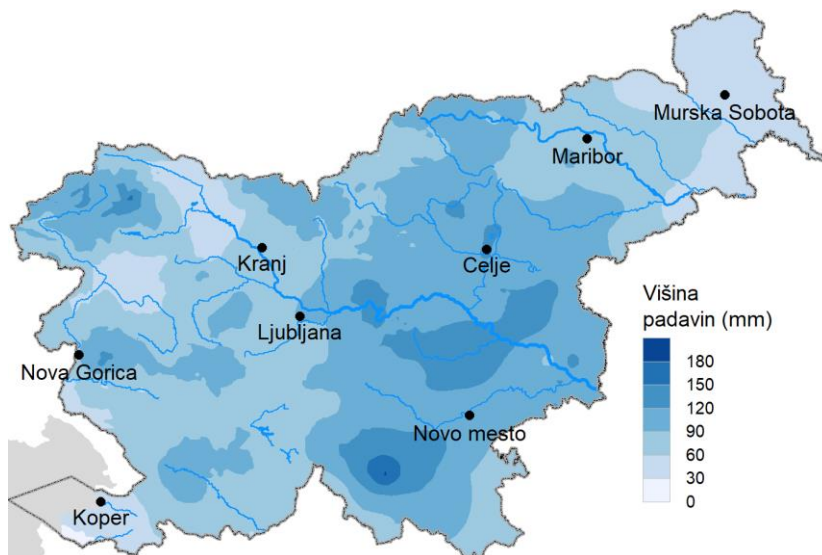 Murska Sobota
Maribor
Kranj
Celje
Ljubljana
Nova Gorica
Novo mesto
Koper
Višina
padavin (mm)
180
150
120
90
60
30
0